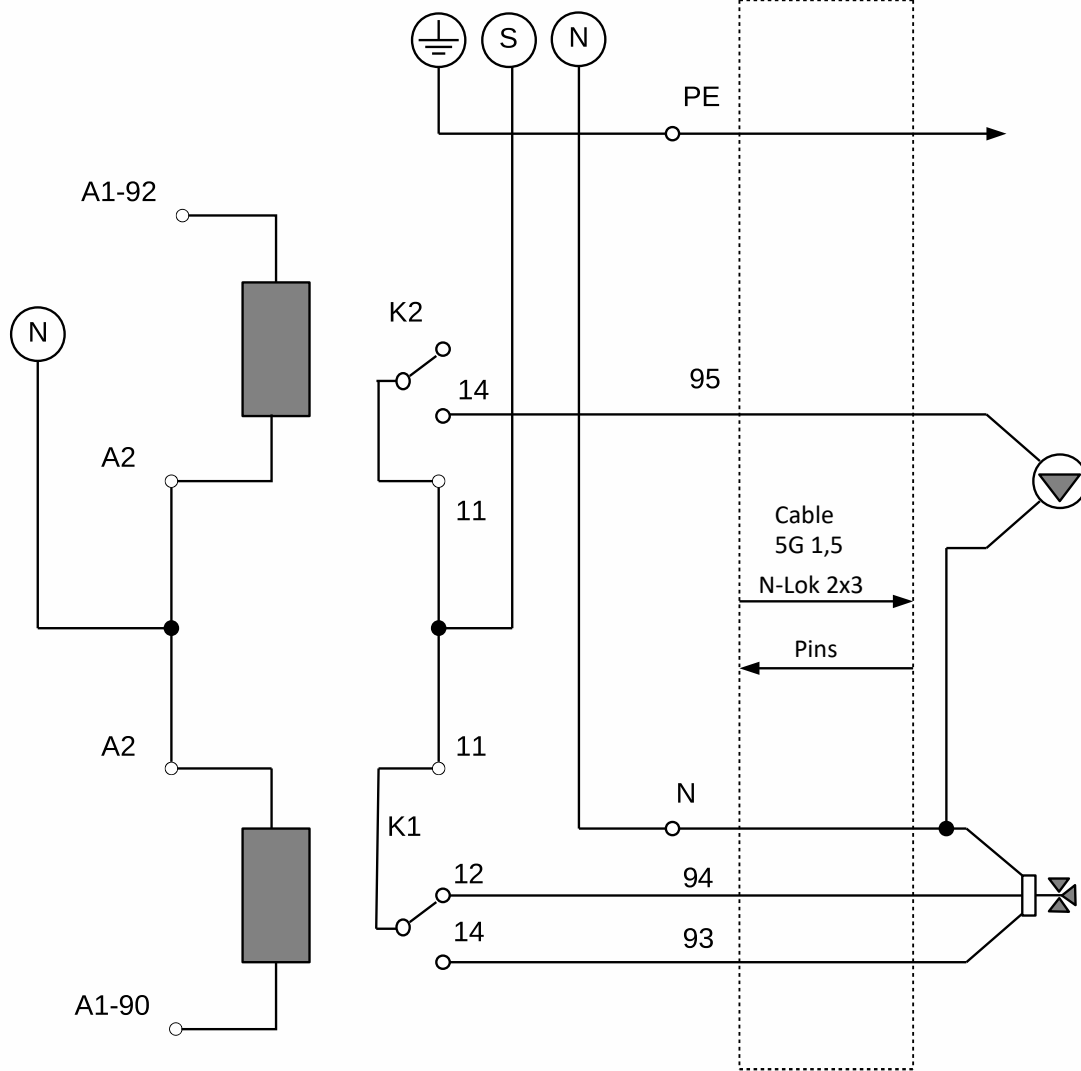 S
N
PE
A1-92
K2
N
14
95
A2
11
Cable
5G 1,5
N-Lok 2x3
Pins
A2
11
N
K1
12
94
14
93
A1-90